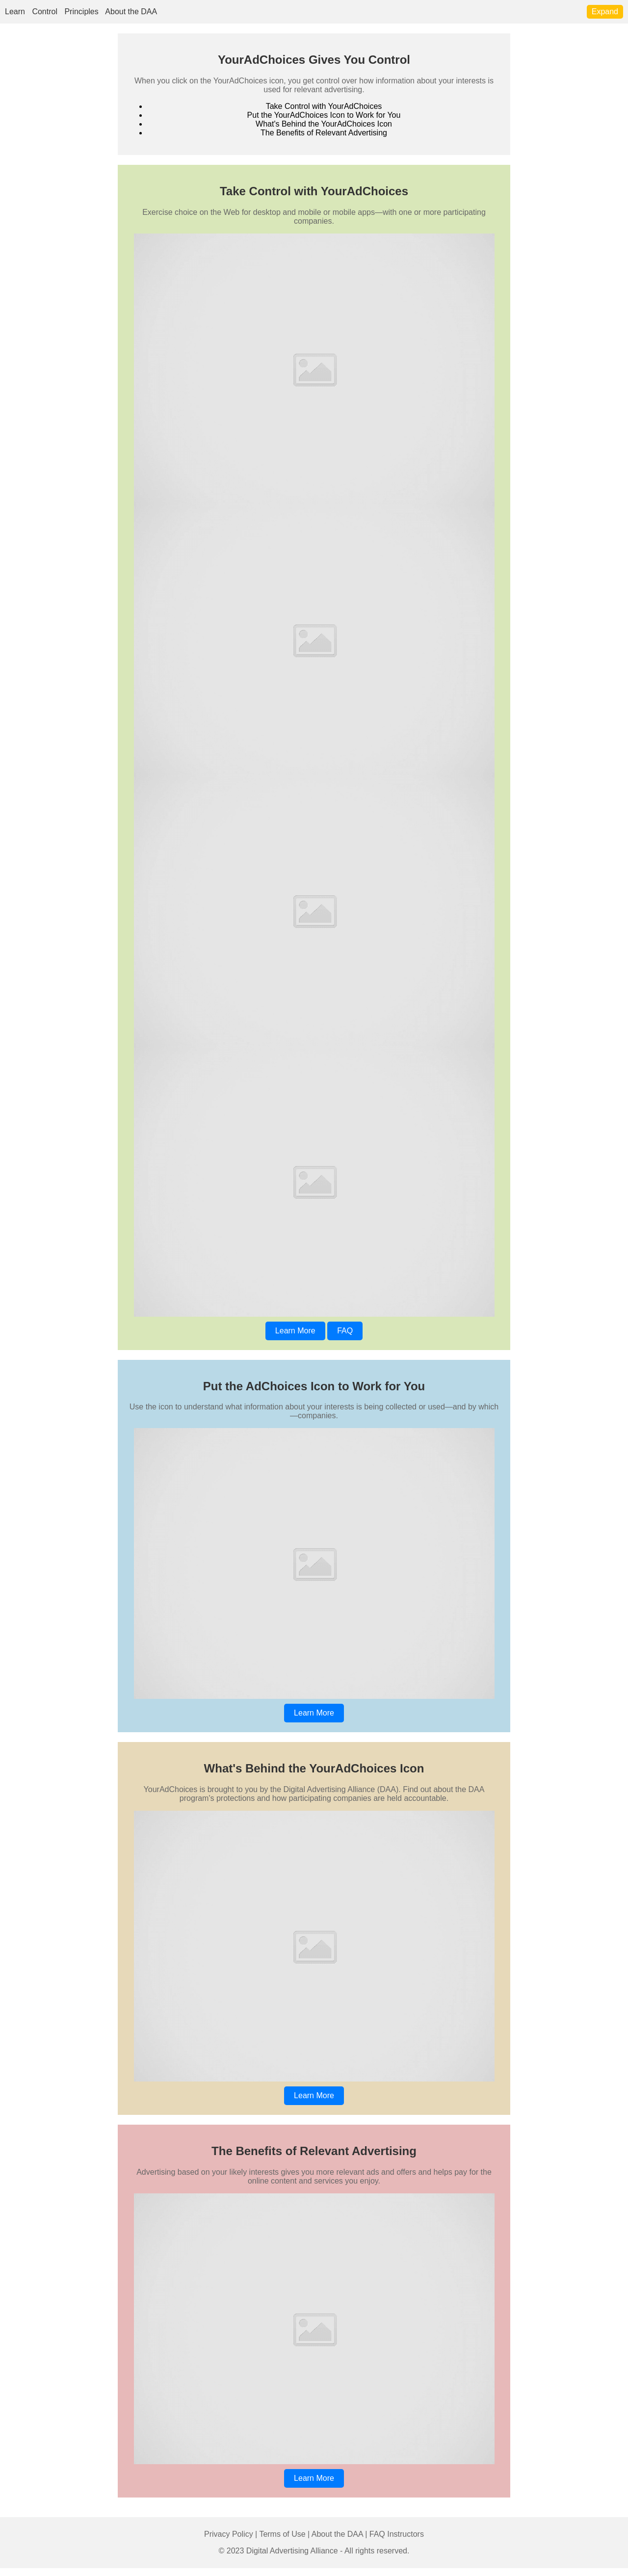 Learn Control Principles About the DAA Expand
YourAdChoices Gives You Control
When you click on the YourAdChoices icon, you get control over how information about your interests is
used for relevant advertising.
Take Control with YourAdChoices
Put the YourAdChoices Icon to Work for You
What's Behind the YourAdChoices Icon
The Benefits of Relevant Advertising
Take Control with YourAdChoices
Exercise choice on the Web for desktop and mobile or mobile apps—with one or more participating
companies.
Learn More FAQ
Put the AdChoices Icon to Work for You
Use the icon to understand what information about your interests is being collected or used—and by which
—companies.
Learn More
What's Behind the YourAdChoices Icon
YourAdChoices is brought to you by the Digital Advertising Alliance (DAA). Find out about the DAA
program's protections and how participating companies are held accountable.
Learn More
The Benefits of Relevant Advertising
Advertising based on your likely interests gives you more relevant ads and offers and helps pay for the
online content and services you enjoy.
Learn More
Privacy Policy | Terms of Use | About the DAA | FAQ Instructors
© 2023 Digital Advertising Alliance - All rights reserved.